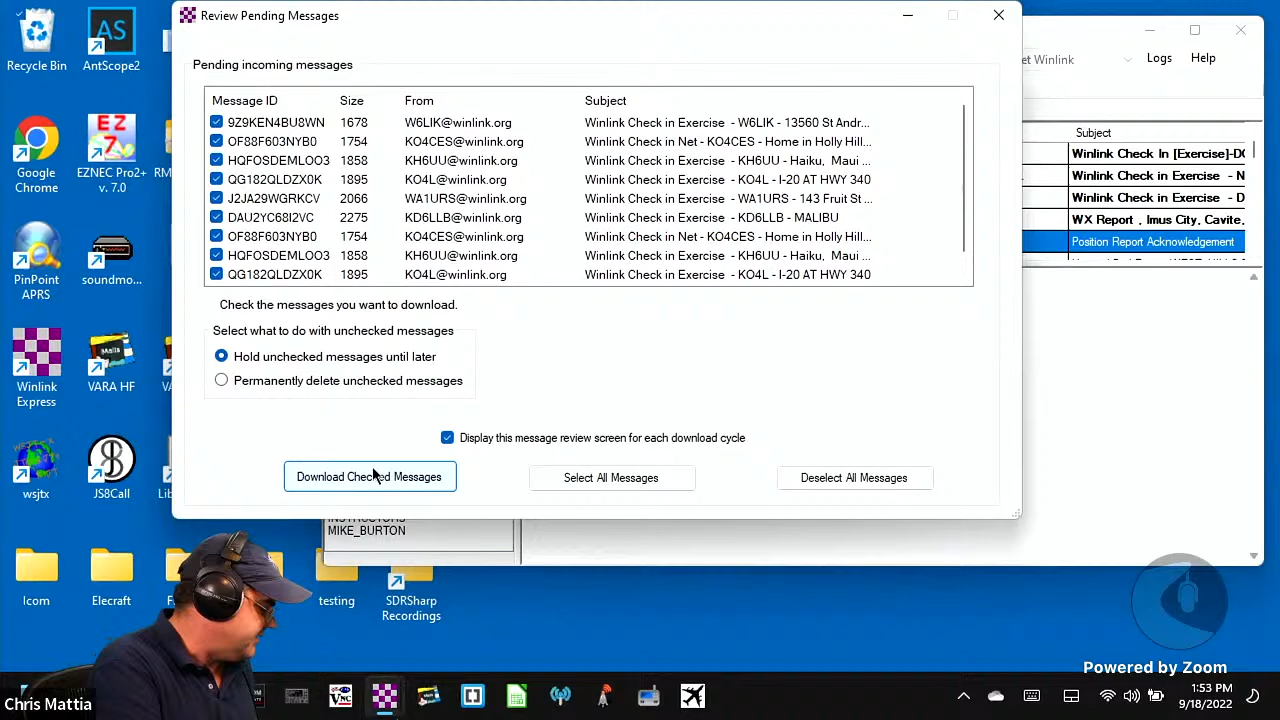 Review Pending Messages
Pending incoming messages
Message ID Size From Subject
9Z9KEN4BU8WN 1678 W6LIK@winlink.org Winlink Check in Exercise - W6LIK - 13560 St Andr...
OF88F603NYB0 1754 KO4CES@winlink.org Winlink Check in Net - KO4CES - Home in Holly Hill...
HQFOSDEMLOO3 1858 KH6UU@winlink.org Winlink Check in Exercise - KH6UU - Haiku, Maui ...
QG182QLDZX0K 1895 KO4L@winlink.org Winlink Check in Exercise - KO4L - I-20 AT HWY 340
J2JA29WGRKCV 2066 WA1URS@winlink.org Winlink Check in Exercise - WA1URS - 143 Fruit St ...
DAU2YC68I2VC 2275 KD6LLB@winlink.org Winlink Check in Exercise - KD6LLB - MALIBU
OF88F603NYB0 1754 KO4CES@winlink.org Winlink Check in Net - KO4CES - Home in Holly Hill...
HQFOSDEMLOO3 1858 KH6UU@winlink.org Winlink Check in Exercise - KH6UU - Haiku, Maui ...
QG182QLDZX0K 1895 KO4L@winlink.org Winlink Check in Exercise - KO4L - I-20 AT HWY 340
Check the messages you want to download.
Select what to do with unchecked messages
Hold unchecked messages until later
Permanently delete unchecked messages
Display this message review screen for each download cycle
Download Checked Messages
Select All Messages
Deselect All Messages
et Winlink
Logs
Help
Subject
Winlink Check In [Exercise]-D
Winlink Check in Exercise - N
Winlink Check in Exercise - D
WX Report , Imus City, Cavite,
Position Report Acknowledgement
MIKE_BURTON
Recycle Bin
AS
AntScope2
Google Chrome
EZ
7
EZNEC Pro2+ v. 7.0
RM
PinPoint APRS
soundmo...
Winlink Express
VARA HF
VA
wsjtx
JS8Call
Lib
Icom
Elecraft
F
testing
SDRSharp Recordings
Powered by Zoom
Chris Mattia
VNC
1:53 PM
9/18/2022